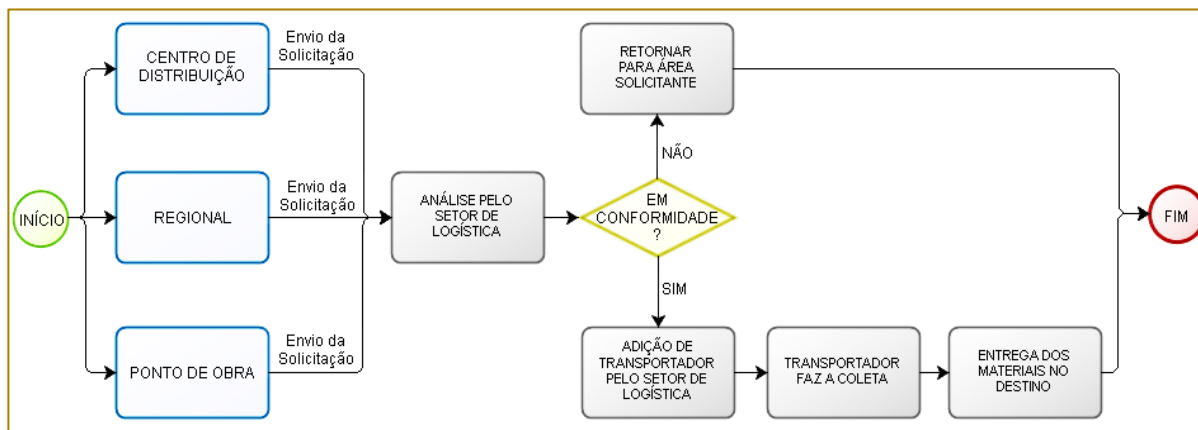 INÍCIO
CENTRO DE
DISTRIBUIÇÃO
Envio da
Solicitação
REGIONAL
Envio da
Solicitação
PONTO DE OBRA
Envio da
Solicitação
ANÁLISE PELO
SETOR DE
LOGÍSTICA
EM
CONFORMIDADE
?
NÃO
RETORNAR
PARA ÁREA
SOLICITANTE
SIM
ADIÇÃO DE
TRANSPORTADOR
PELO SETOR DE
LOGÍSTICA
TRANSPORTADOR
FAZ A COLETA
ENTREGA DOS
MATERIAIS NO
DESTINO
FIM